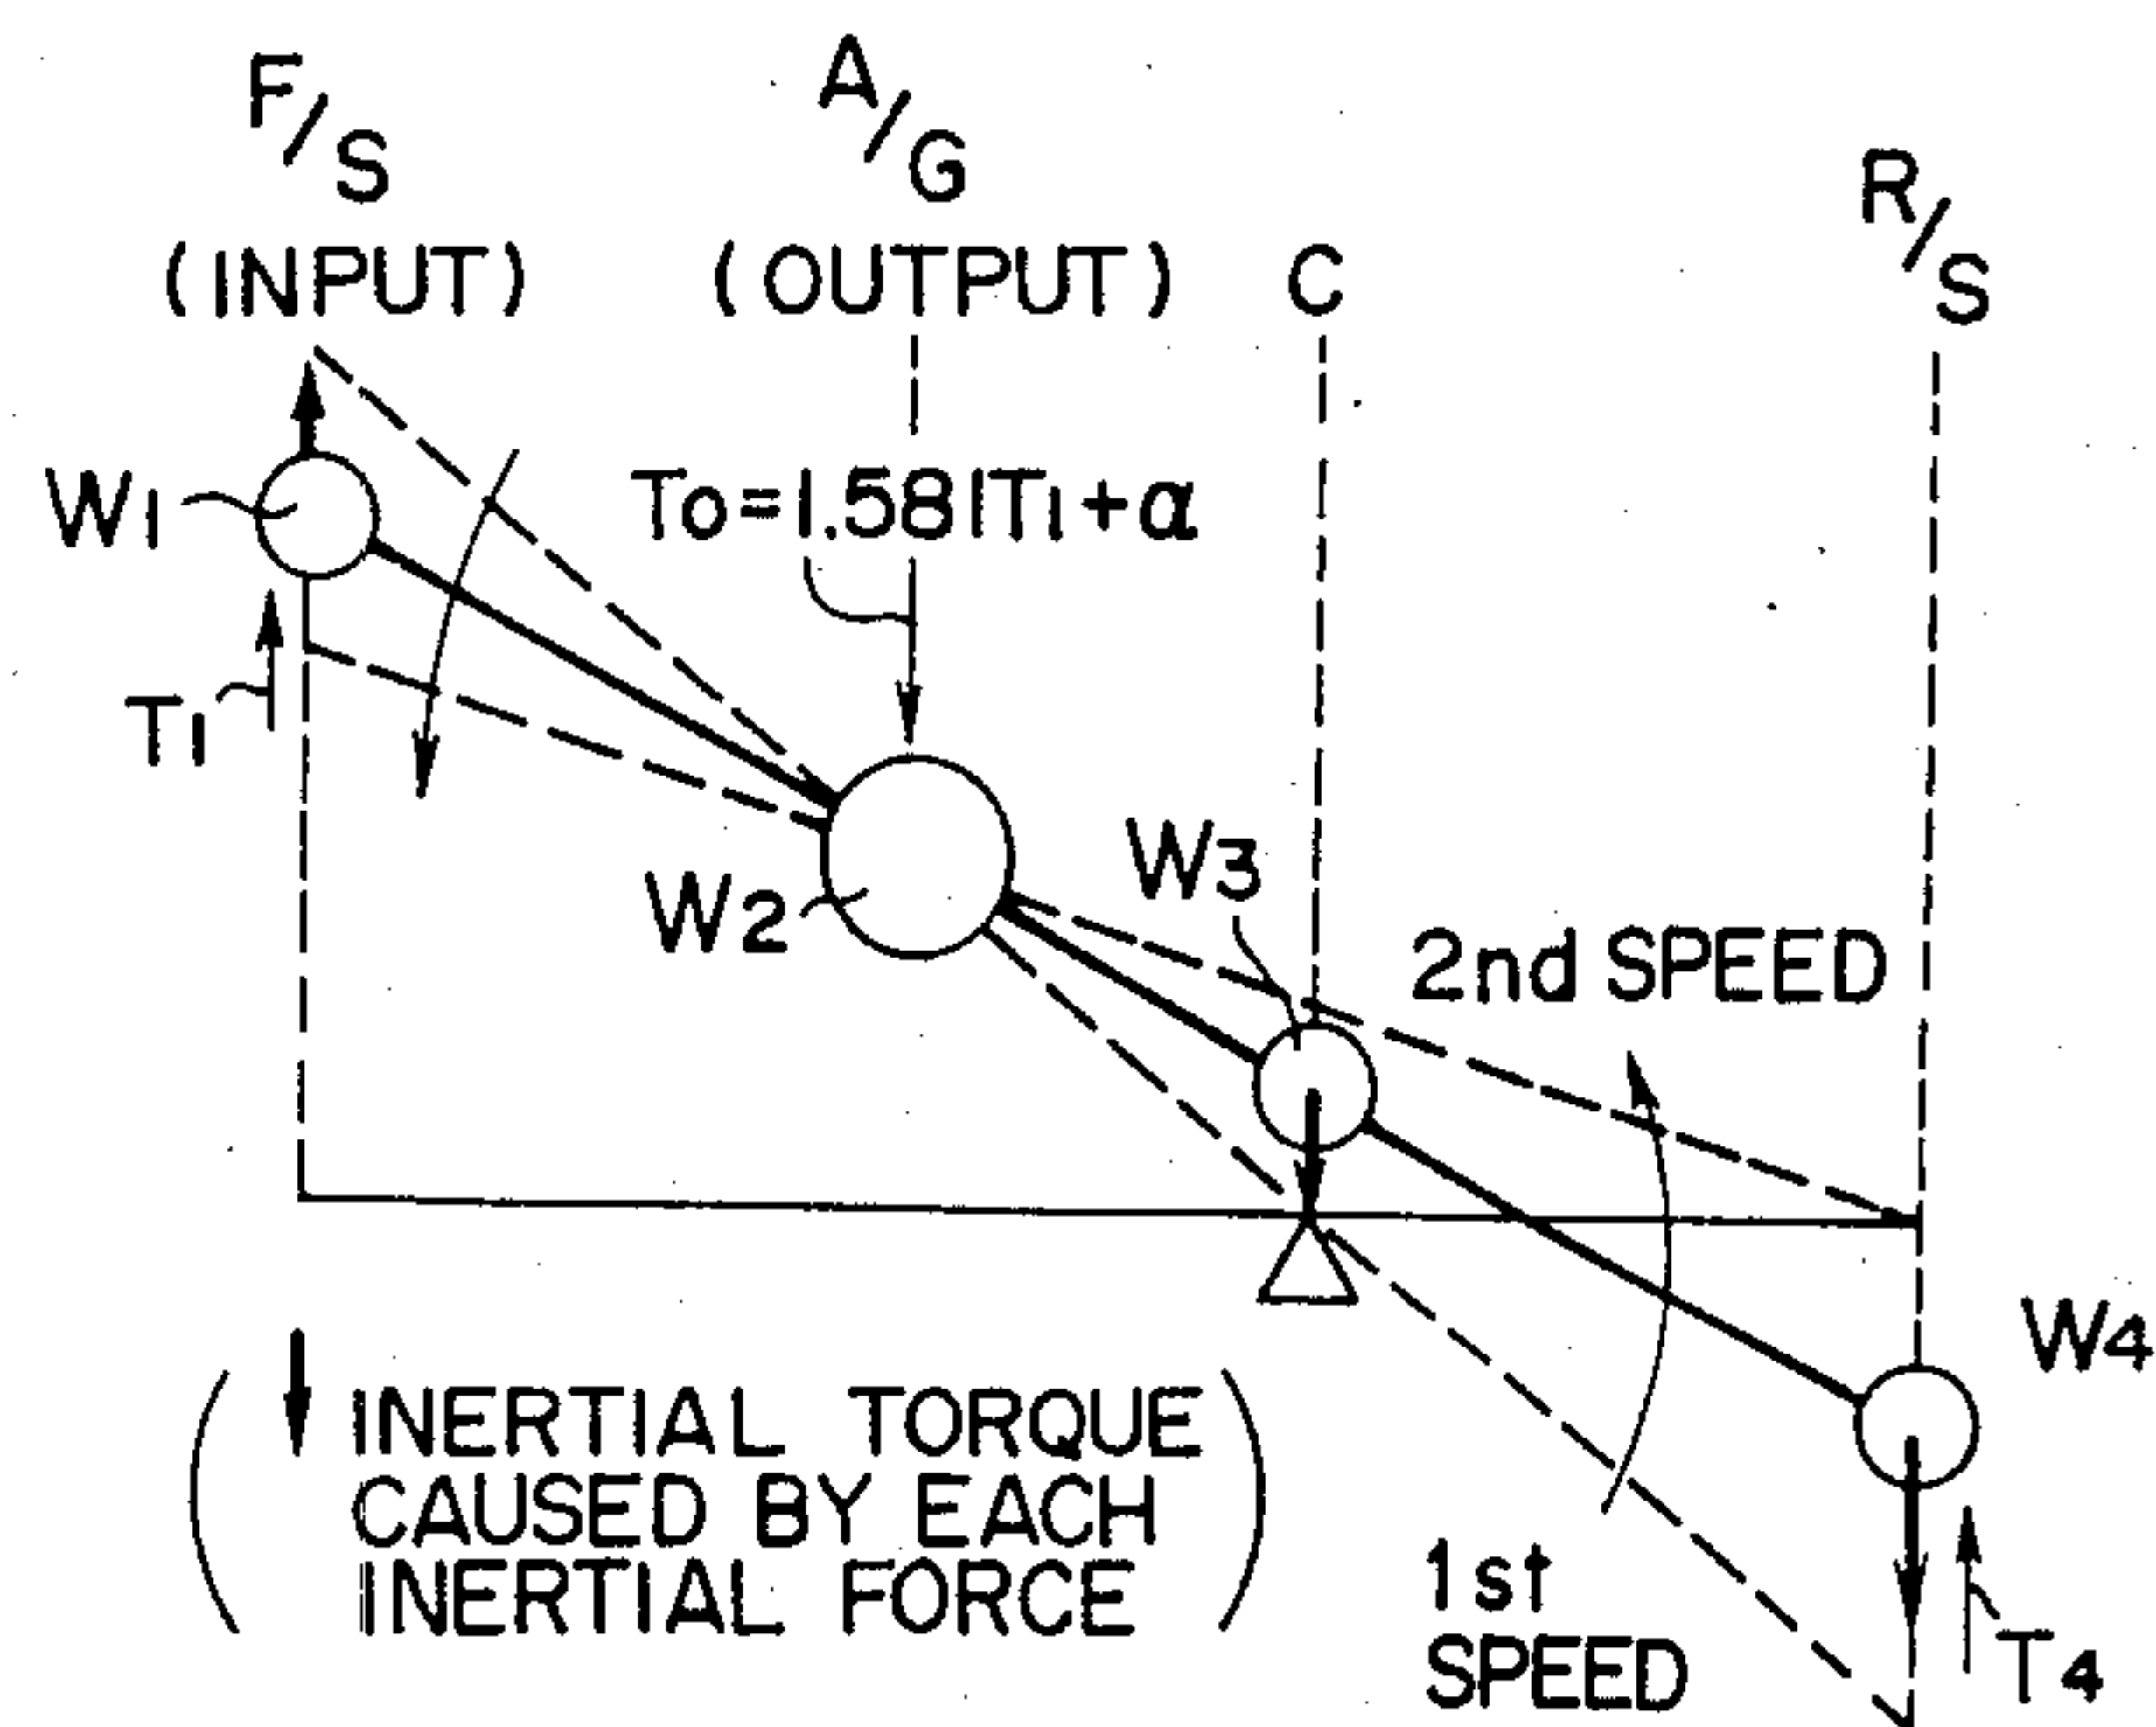 F/S
(INPUT)
A/G
(OUTPUT)
C
R/S
W1
To=1.581T1+α
T1
W2
W3
2nd SPEED
W4
INERTIAL TORQUE
CAUSED BY EACH
INERTIAL FORCE
1st
SPEED
T4